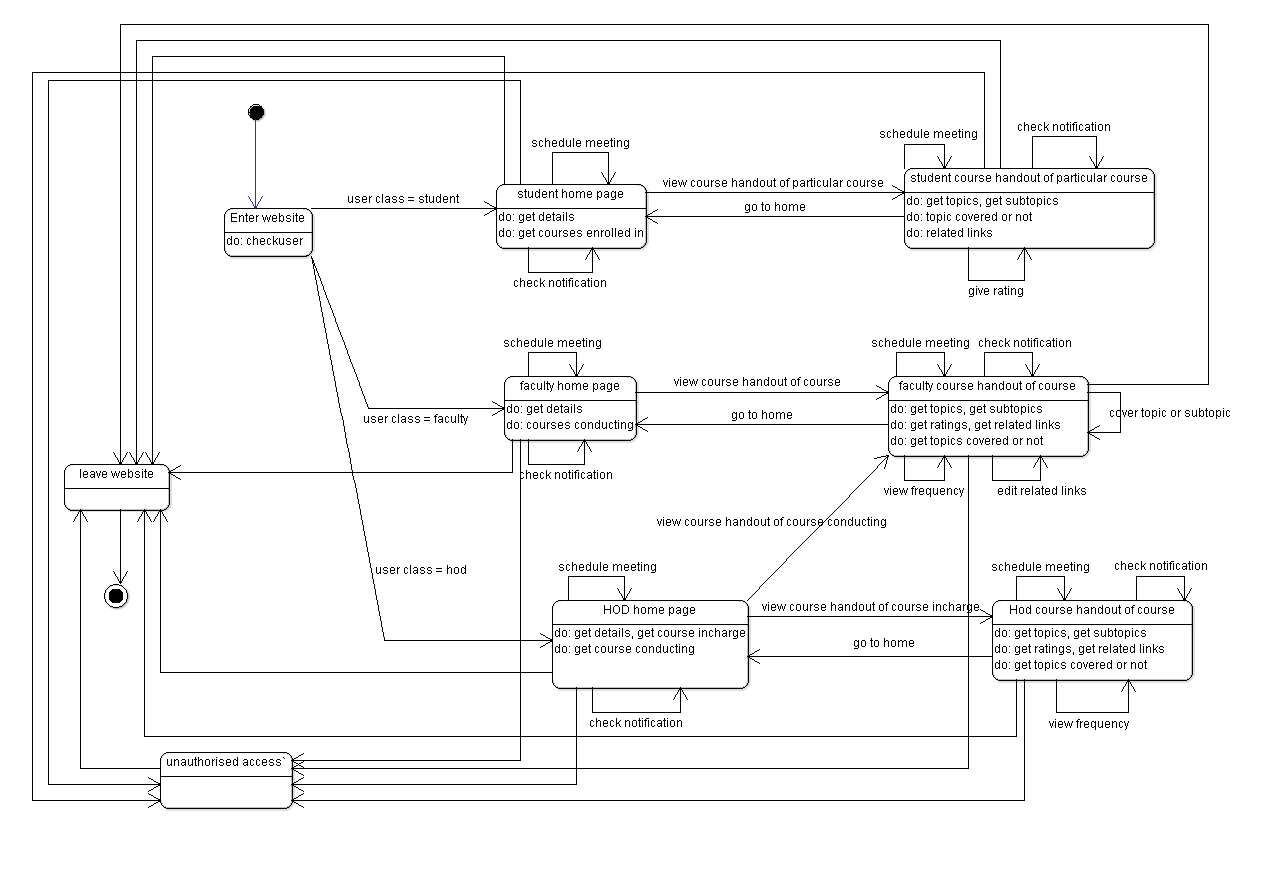 schedule meeting
check notification
schedule meeting
check notification
student home page
do: get details
do: get courses enrolled in
view course handout of particular course
go to home
student course handout of particular course
do: get topics, get subtopics
do: topic covered or not
do: related links
user class = student
Enter website
do: checkuser
check notification
give rating
schedule meeting
schedule meeting
check notification
faculty home page
do: get details
do: courses conducting
view course handout of course
go to home
faculty course handout of course
do: get topics, get subtopics
do: get ratings, get related links
do: get topics covered or not
cover topic or subtopic
user class = faculty
check notification
view frequency
edit related links
leave website
view course handout of course conducting
user class = hod
schedule meeting
schedule meeting
check notification
HOD home page
do: get details, get course incharge
do: get course conducting
view course handout of course incharge
go to home
Hod course handout of course
do: get topics, get subtopics
do: get ratings, get related links
do: get topics covered or not
check notification
view frequency
unauthorised access`